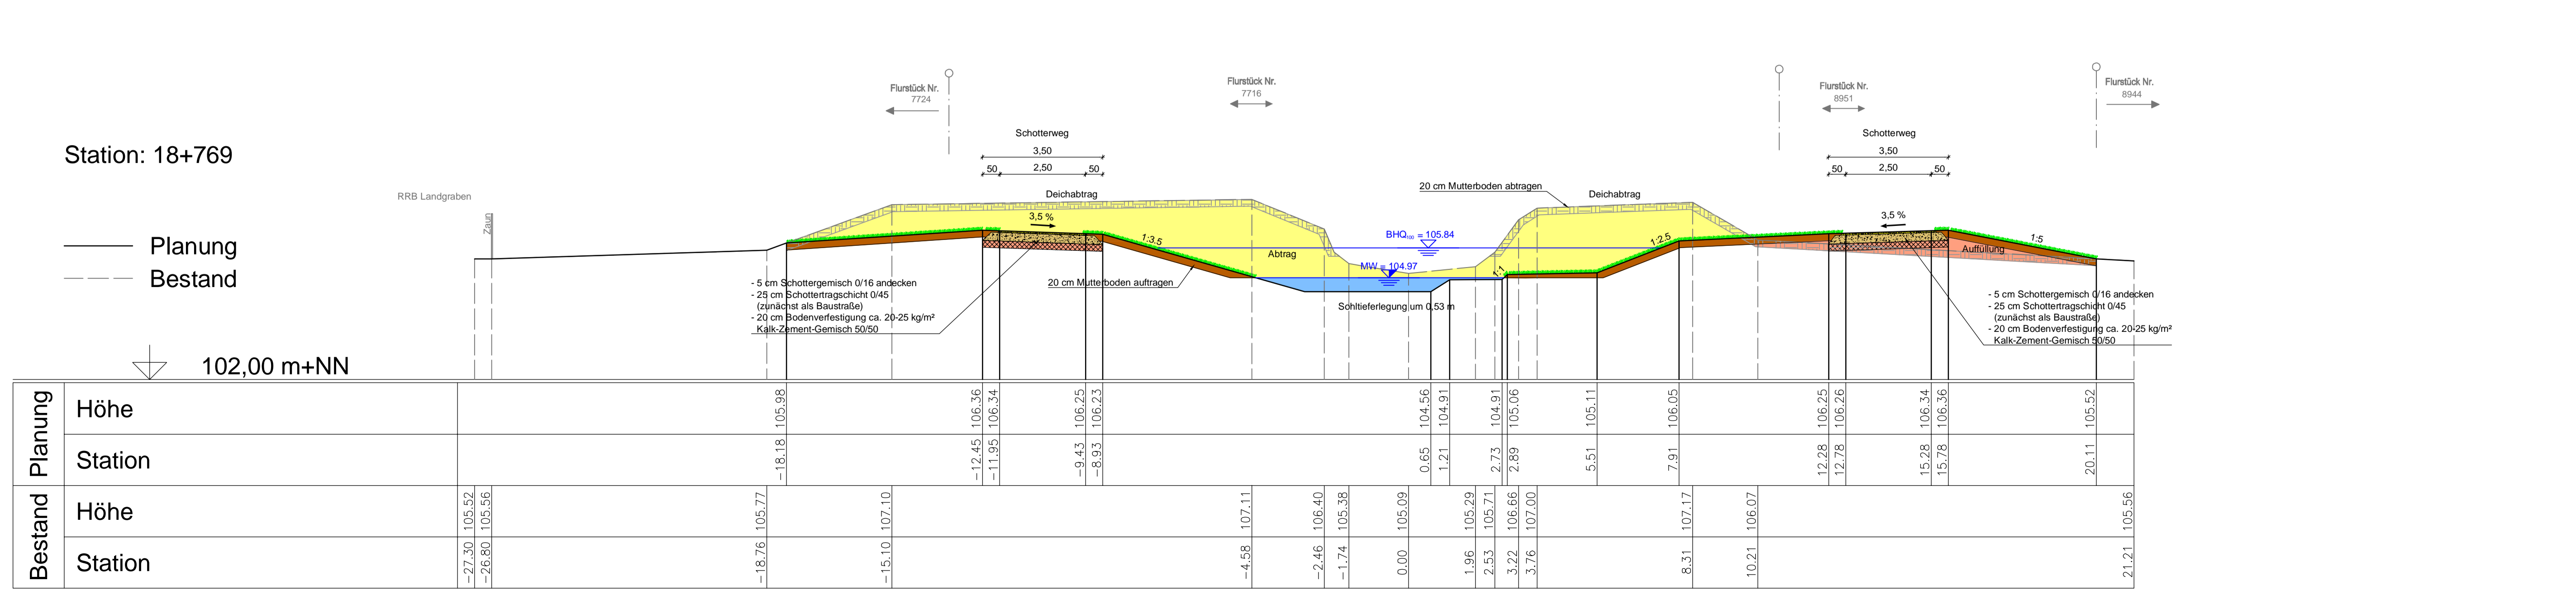 Flurstück Nr.
7724
Flurstück Nr.
7716
Flurstück Nr.
8951
Flurstück Nr.
8944
Station: 18+769
Schotterweg
3,50
50 2,50 50
Schotterweg
3,50
50 2,50 50
RRB Landgraben
Zaun
Deichabtrag
20 cm Mutterboden abtragen
Deichabtrag
3,5 %
3,5 %
Planung
Bestand
1:3.5
BHQ100 = 105.84
1:2.5
1:5
Abtrag
Auffüllung
MW = 104.97
1:1
20 cm Mutterboden auftragen
Sohltieferlegung um 0,53 m
- 5 cm Schottergemisch 0/16 andecken
- 25 cm Schottertragschicht 0/45
(zunächst als Baustraße)
- 20 cm Bodenverfestigung ca. 20-25 kg/m²
Kalk-Zement-Gemisch 50/50
- 5 cm Schottergemisch 0/16 andecken
- 25 cm Schottertragschicht 0/45
(zunächst als Baustraße)
- 20 cm Bodenverfestigung ca. 20-25 kg/m²
Kalk-Zement-Gemisch 50/50
102,00 m+NN
Planung
Höhe 105.98 106.36 106.34 106.25 106.23 104.56 104.91 104.91 105.06 105.11 106.05 106.25 106.26 106.34 106.36 105.52
Station -18.18 -12.45 -11.95 -9.43 -8.93 0.65 1.21 2.73 2.89 5.51 7.91 12.28 12.78 15.28 15.78 20.11
Bestand
Höhe 105.52 105.56 105.77 107.10 107.11 106.40 105.38 105.09 105.29 105.71 106.66 107.00 107.17 106.07 105.56
Station -27.30 -26.80 -18.76 -15.10 -4.58 -2.46 -1.74 0.00 1.96 2.53 3.22 3.76 8.31 10.21 21.21